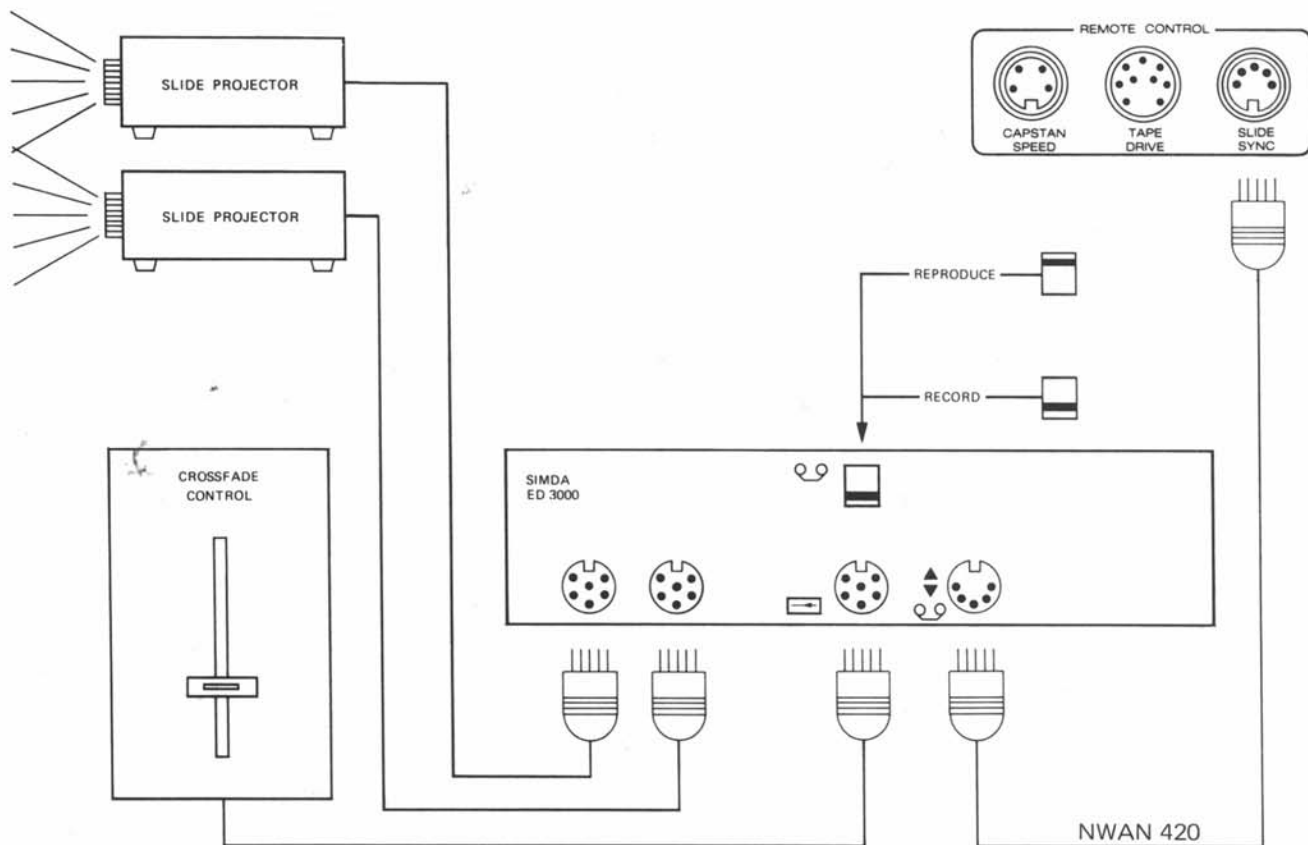 SLIDE PROJECTOR
SLIDE PROJECTOR
REMOTE CONTROL
CAPSTAN
SPEED
TAPE
DRIVE
SLIDE
SYNC
REPRODUCE
RECORD
CROSSFADE
CONTROL
SIMDA
ED 3000
NWAN 420